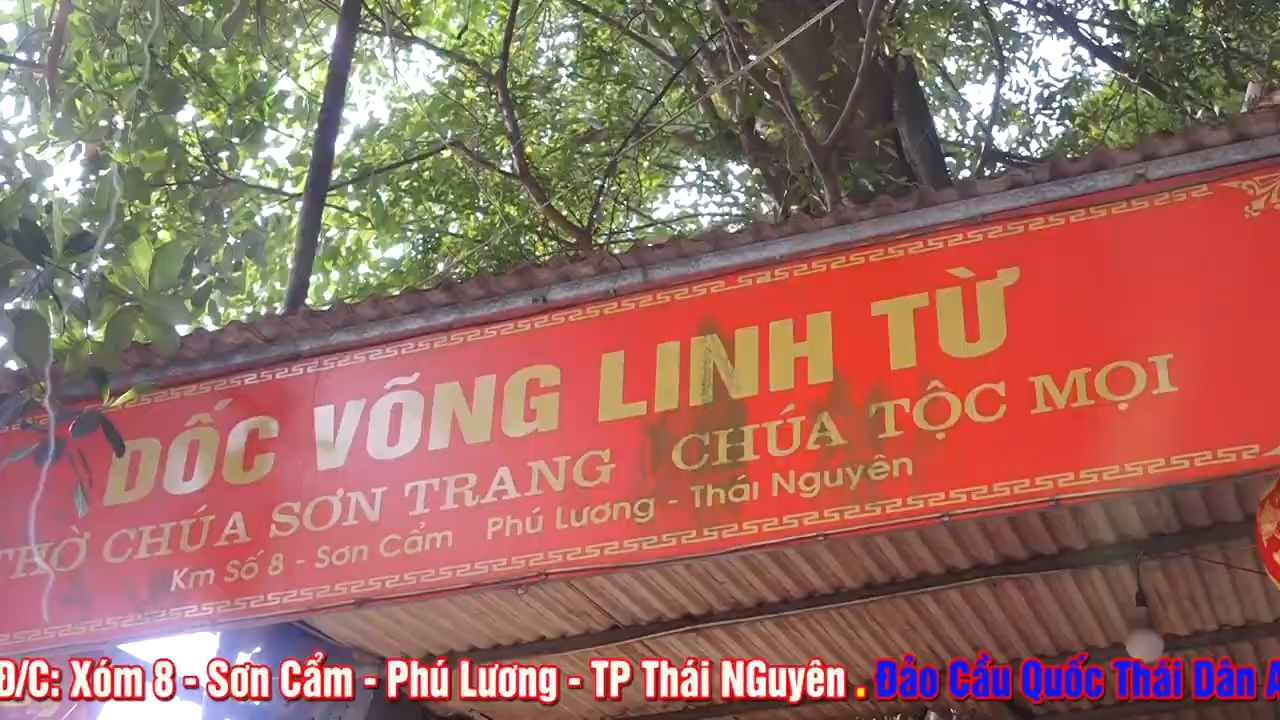 DỐC VÕNG LINH TỪ
THỜ CHÚA SƠN TRANG CHÚA TỘC MỌI
Km Số 8 - Sơn Cẩm Phú Lương - Thái Nguyên
Đ/C: Xóm 8 - Sơn Cẩm - Phú Lương - TP Thái NGuyên . Đảo Cầu Quốc Thái Dân A